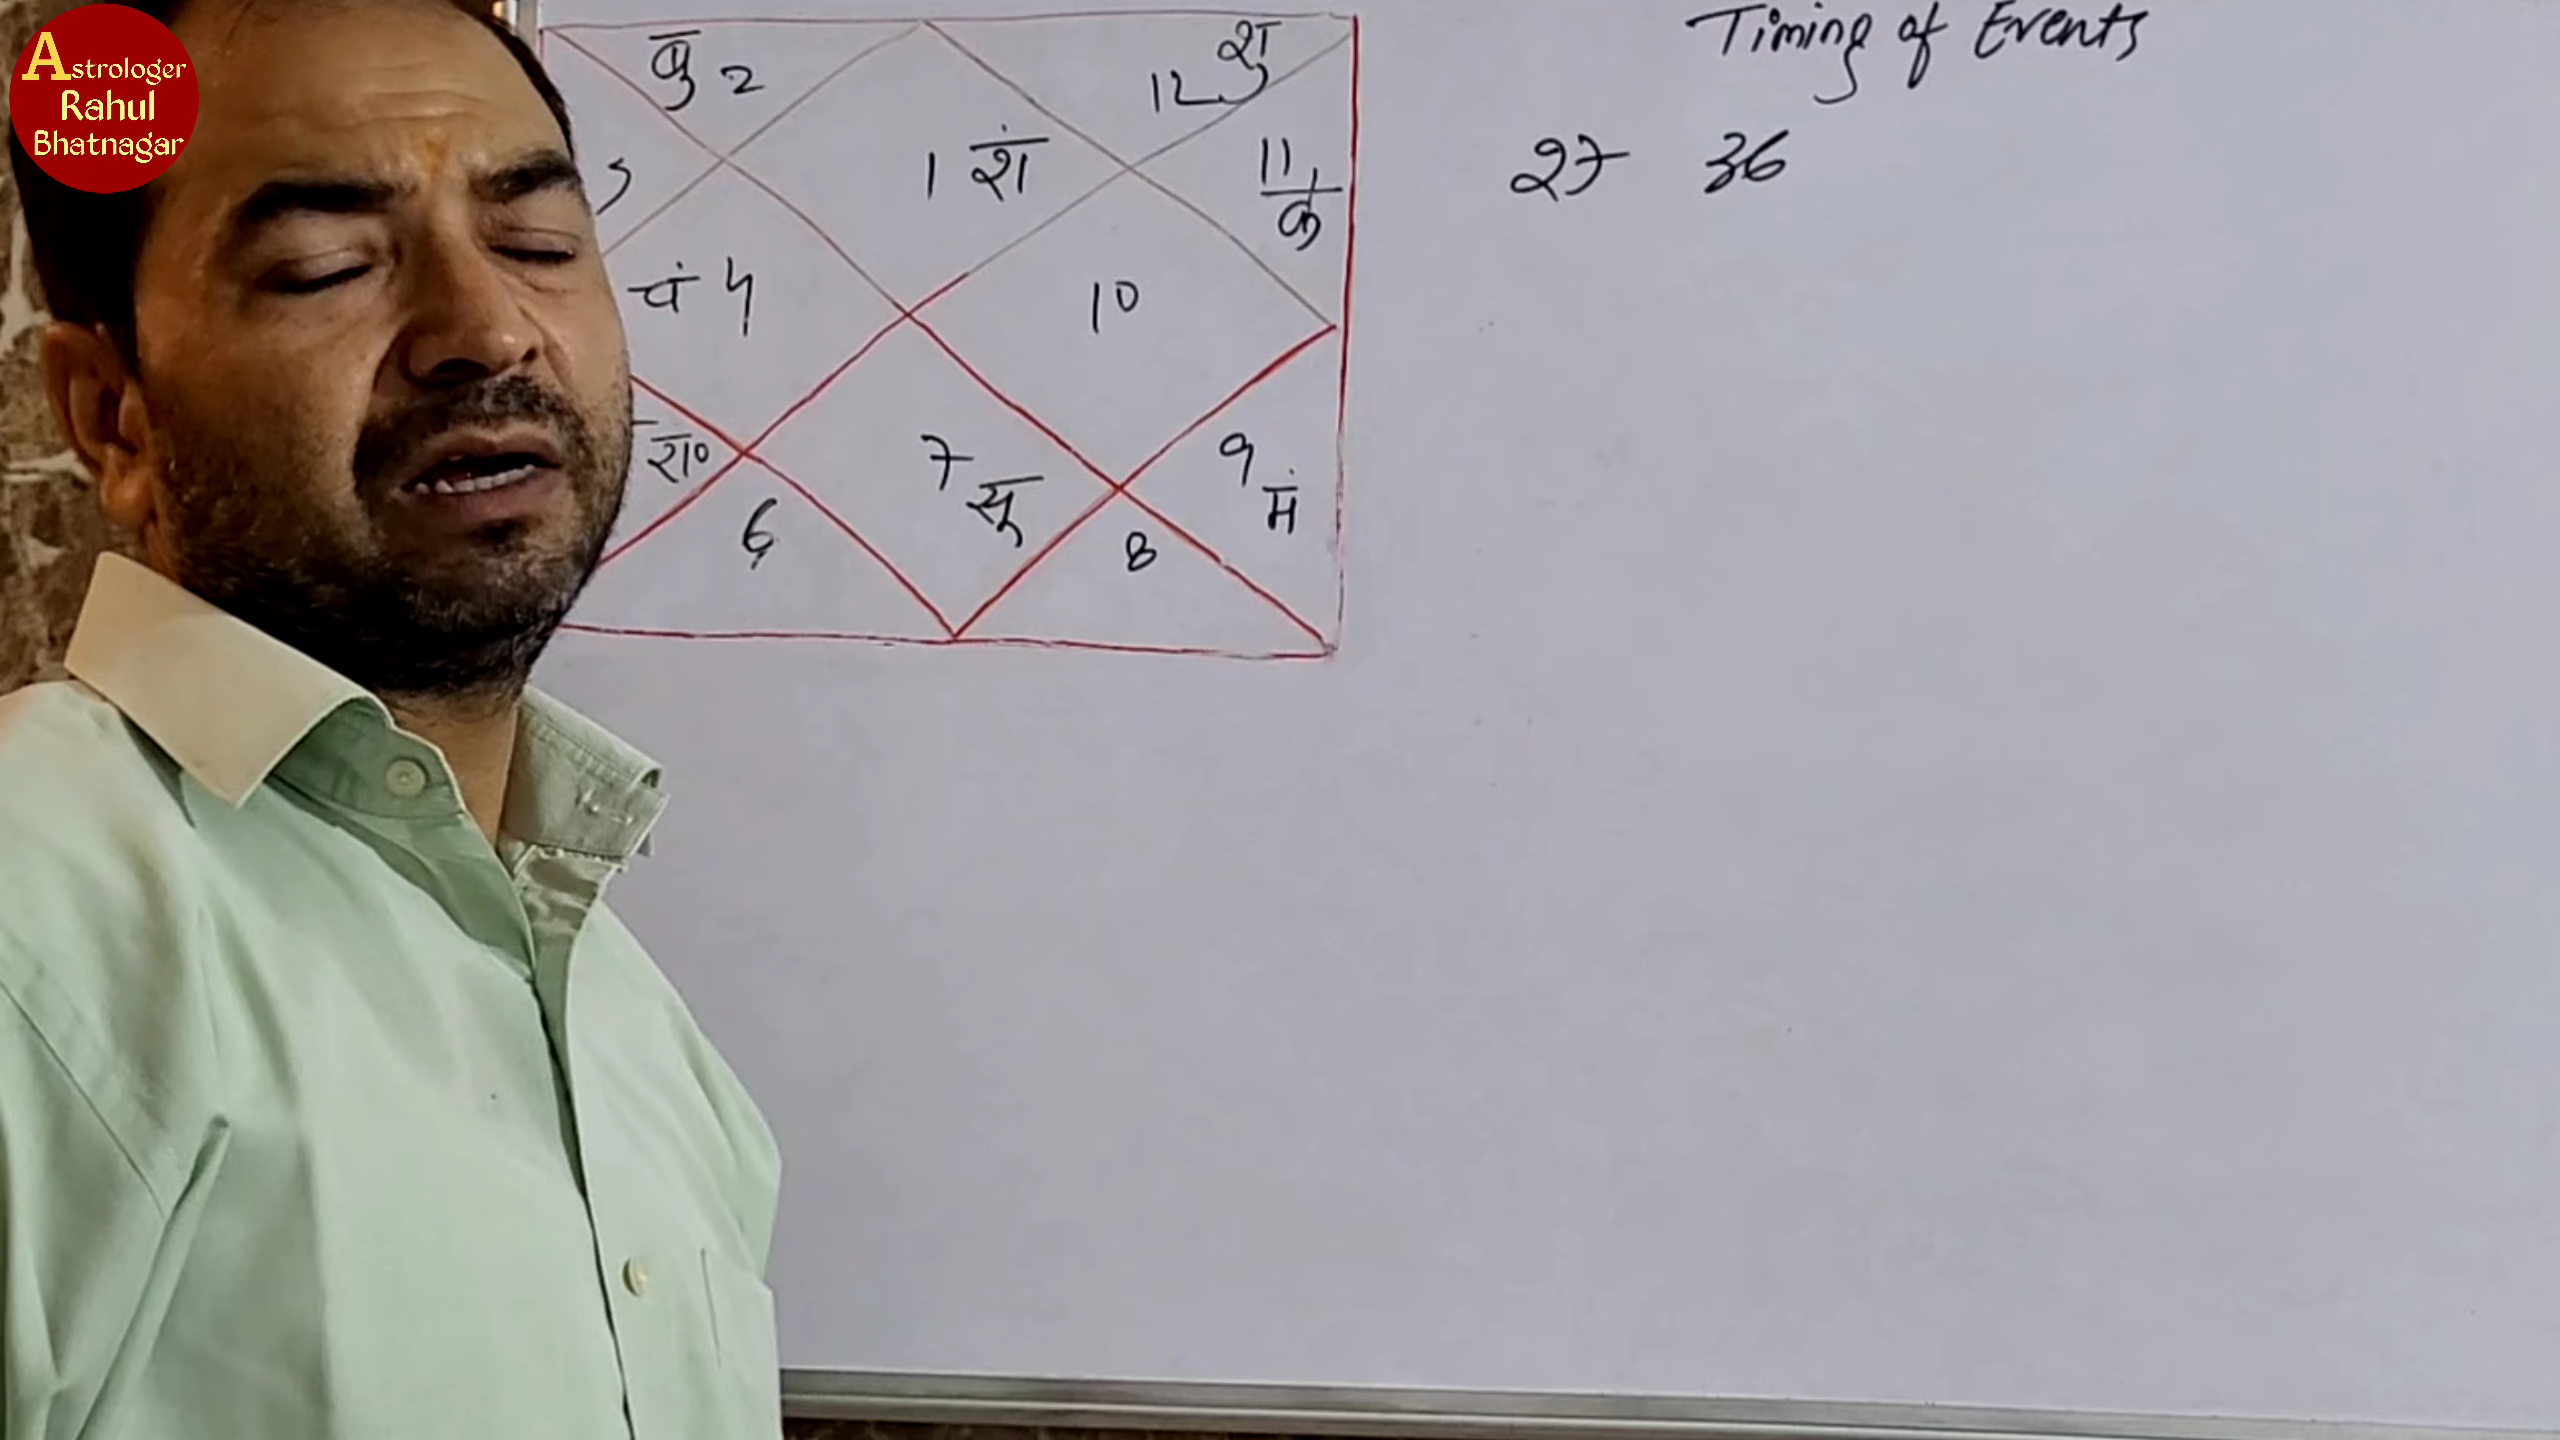 Astrologer
Rahul
Bhatnagar
Timing of Events
बु 2
12 शु
1 शं
11
के
27 36
चं 4
10
रा०
7
सू
9
मं
6
8